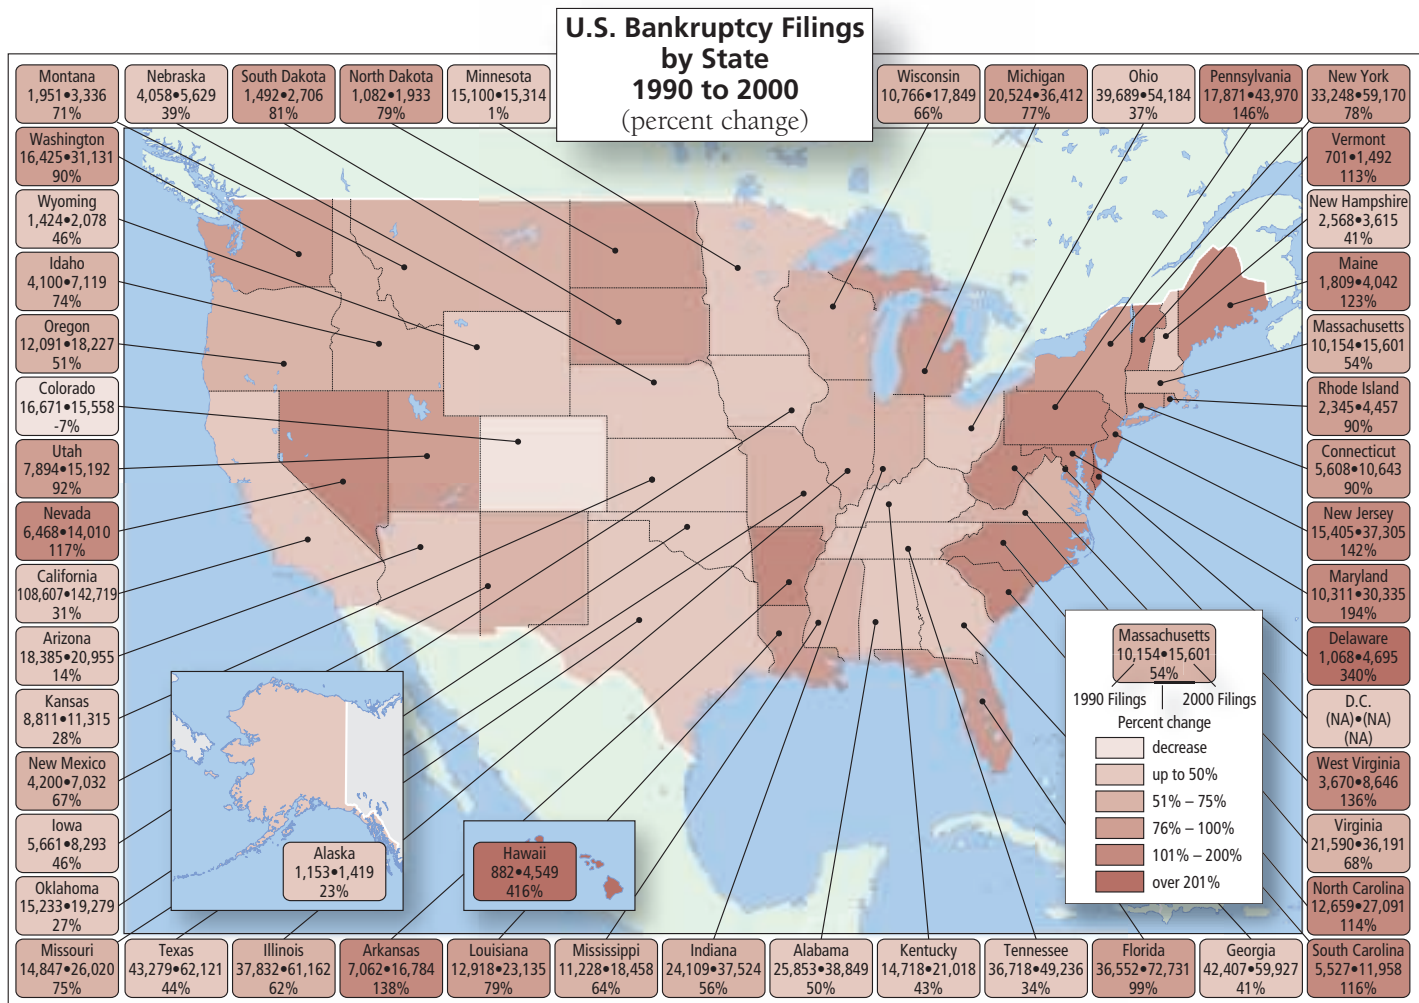 U.S. Bankruptcy Filings
by State
1990 to 2000
(percent change)
Montana
1,951•3,336
71%
Nebraska
4,058•5,629
39%
South Dakota
1,492•2,706
81%
North Dakota
1,082•1,933
79%
Minnesota
15,100•15,314
1%
Wisconsin
10,766•17,849
66%
Michigan
20,524•36,412
77%
Ohio
39,689•54,184
37%
Pennsylvania
17,871•43,970
146%
New York
33,248•59,170
78%
Washington
16,425•31,131
90%
Wyoming
1,424•2,078
46%
Idaho
4,100•7,119
74%
Oregon
12,091•18,227
51%
Colorado
16,671•15,558
-7%
Utah
7,894•15,192
92%
Nevada
6,468•14,010
117%
California
108,607•142,719
31%
Arizona
18,385•20,955
14%
Kansas
8,811•11,315
28%
New Mexico
4,200•7,032
67%
Iowa
5,661•8,293
46%
Oklahoma
15,233•19,279
27%
Vermont
701•1,492
113%
New Hampshire
2,568•3,615
41%
Maine
1,809•4,042
123%
Massachusetts
10,154•15,601
54%
Rhode Island
2,345•4,457
90%
Connecticut
5,608•10,643
90%
New Jersey
15,405•37,305
142%
Maryland
10,311•30,335
194%
Delaware
1,068•4,695
340%
D.C.
(NA)•(NA)
(NA)
West Virginia
3,670•8,646
136%
Virginia
21,590•36,191
68%
North Carolina
12,659•27,091
114%
Massachusetts
10,154•15,601
54%
1990 Filings
2000 Filings
Percent change
decrease
up to 50%
51% – 75%
76% – 100%
101% – 200%
over 201%
Alaska
1,153•1,419
23%
Hawaii
882•4,549
416%
Missouri
14,847•26,020
75%
Texas
43,279•62,121
44%
Illinois
37,832•61,162
62%
Arkansas
7,062•16,784
138%
Louisiana
12,918•23,135
79%
Mississippi
11,228•18,458
64%
Indiana
24,109•37,524
56%
Alabama
25,853•38,849
50%
Kentucky
14,718•21,018
43%
Tennessee
36,718•49,236
34%
Florida
36,552•72,731
99%
Georgia
42,407•59,927
41%
South Carolina
5,527•11,958
116%